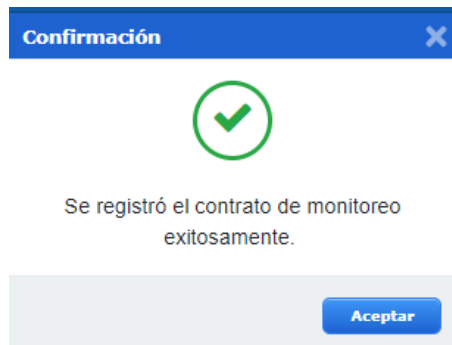 Confirmación
Se registró el contrato de monitoreo
exitosamente.
Aceptar